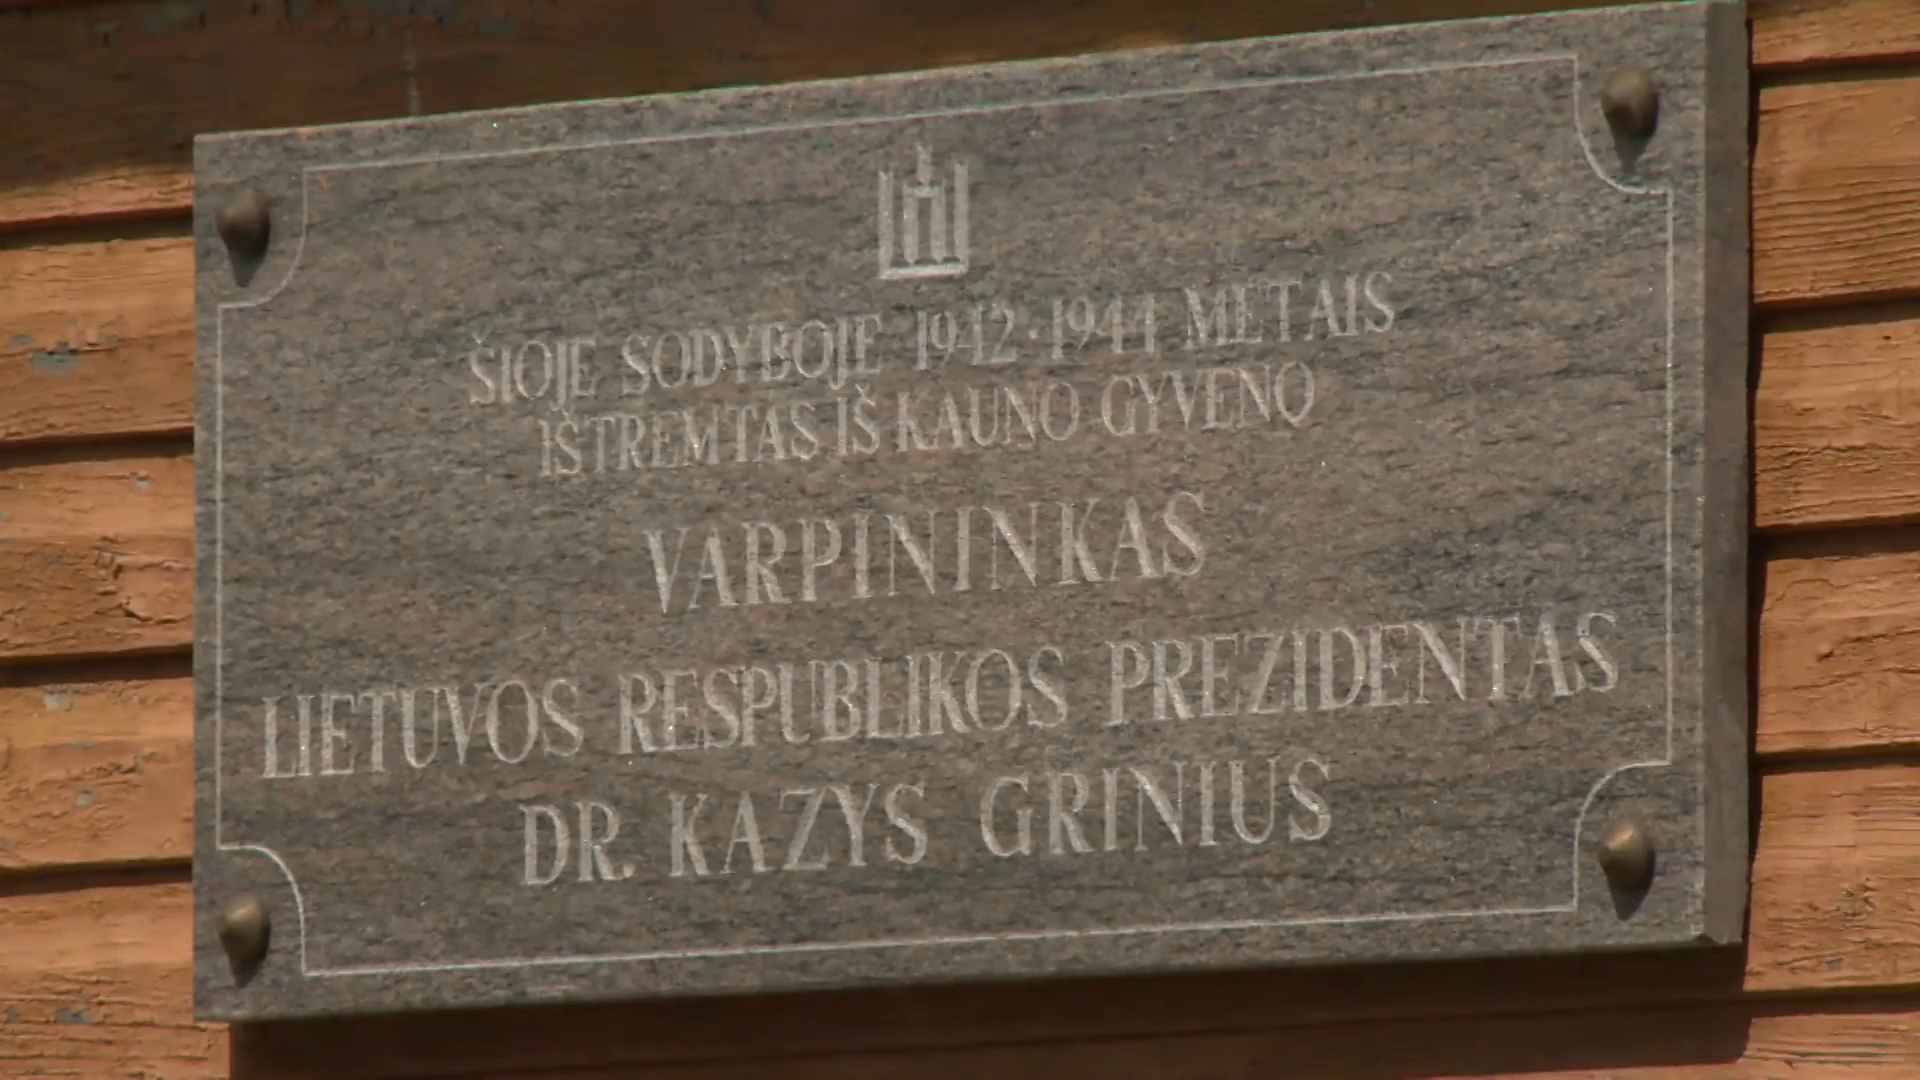 ŠIOJE SODYBOJE 1942-1944 METAIS
IŠTREMTAS IŠ KAUNO GYVENO
VARPININKAS
LIETUVOS RESPUBLIKOS PREZIDENTAS
DR. KAZYS GRINIUS